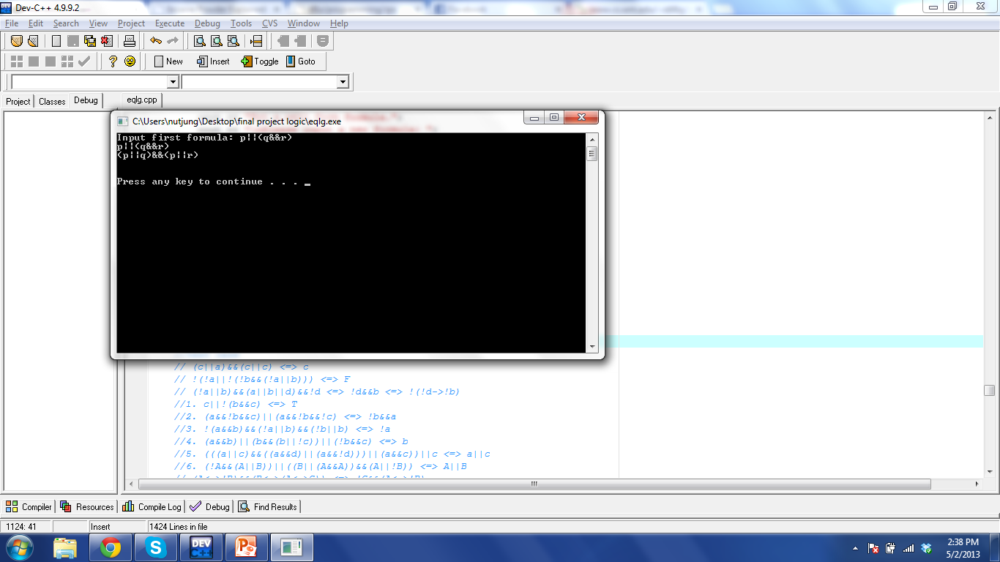 Dev-C++ 4.9.9.2
File Edit Search View Project Execute Debug Tools CVS Window Help
New Insert Toggle Goto
Project Classes Debug eqlg.cpp
C:\Users\nutjung\Desktop\final project logic\eqlg.exe
Input first formula: p||(q&&r)
p||(q&&r)
(p||q)&&(p||r)
Press any key to continue . . . _
// (c||a)&&(c||c) <=> c
// !(!a||!(!b&&(!a||b))) <=> F
// (!a||b)&&(a||b||d)&&!d <=> !d&&b <=> !(!d->!b)
//1. c||!(b&&c) <=> T
//2. (a&&!b&&c)||(a&&!b&&!c) <=> !b&&a
//3. !(a&&b)&&(!a||b)&&(!b||b) <=> !a
//4. (a&&b)||(b&&(b||!c))||(!b&&c) <=> b
//5. (((a||c)&&((a&&d)||(a&&!d)))||(a&&c))||c <=> a||c
//6. (!A&&(A||B))||((B||(A&&A))&&(A||!B)) <=> A||B
Compiler Resources Compile Log Debug Find Results
1124: 41 Insert 1424 Lines in file
DEV C++
2:38 PM
5/2/2013